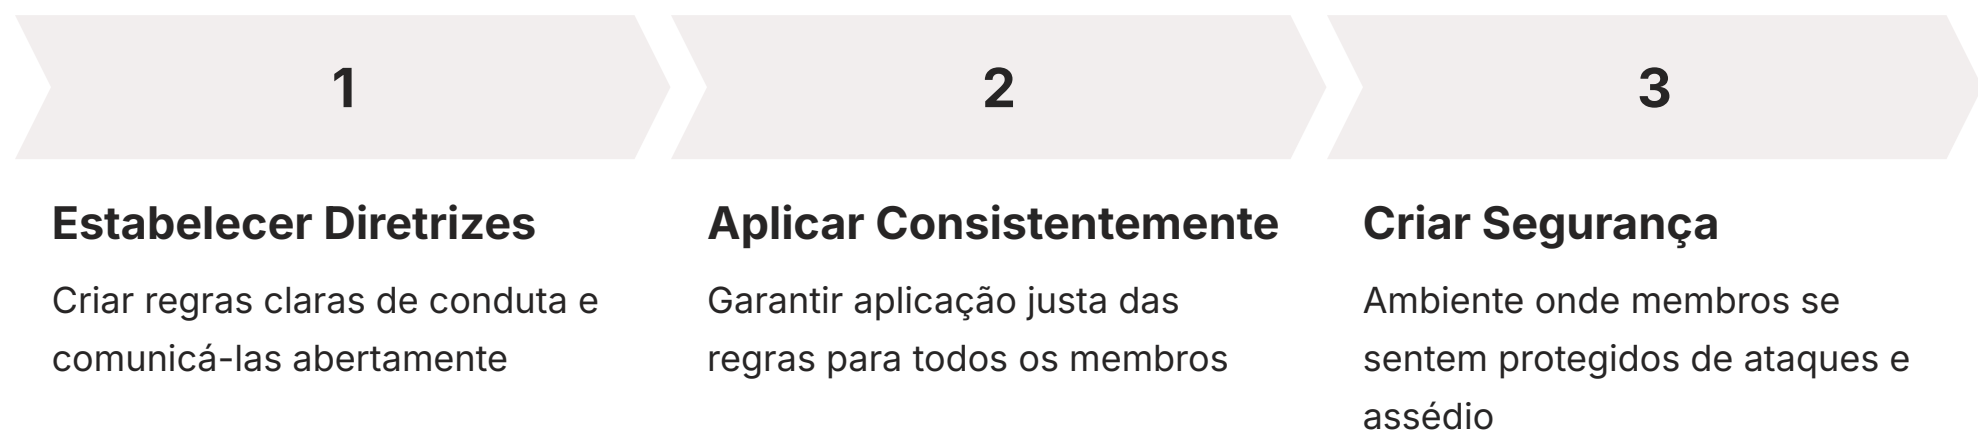 1
Estabelecer Diretrizes
Criar regras claras de conduta e
comunicá-las abertamente
2
Aplicar Consistentemente
Garantir aplicação justa das
regras para todos os membros
3
Criar Segurança
Ambiente onde membros se
sentem protegidos de ataques e
assédio